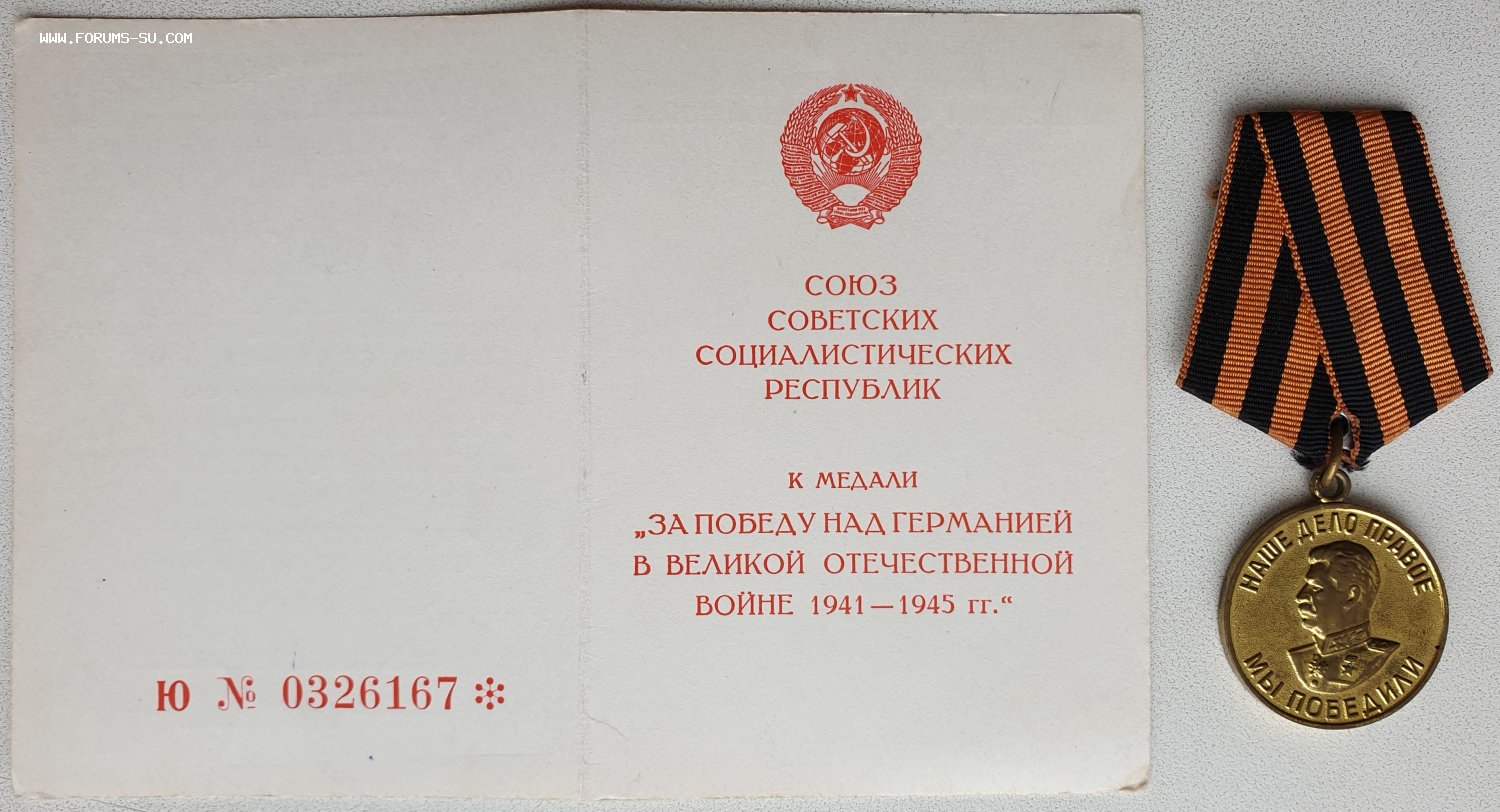 WWW.FORUMS-SU.COM
СОЮЗ
СОВЕТСКИХ
СОЦИАЛИСТИЧЕСКИХ
РЕСПУБЛИК
К МЕДАЛИ
„ЗА ПОБЕДУ НАД ГЕРМАНИЕЙ
В ВЕЛИКОЙ ОТЕЧЕСТВЕННОЙ
ВОЙНЕ 1941—1945 гг.“
Ю № 0326167
НАШЕ ДЕЛО ПРАВОЕ
МЫ ПОБЕДИЛИ